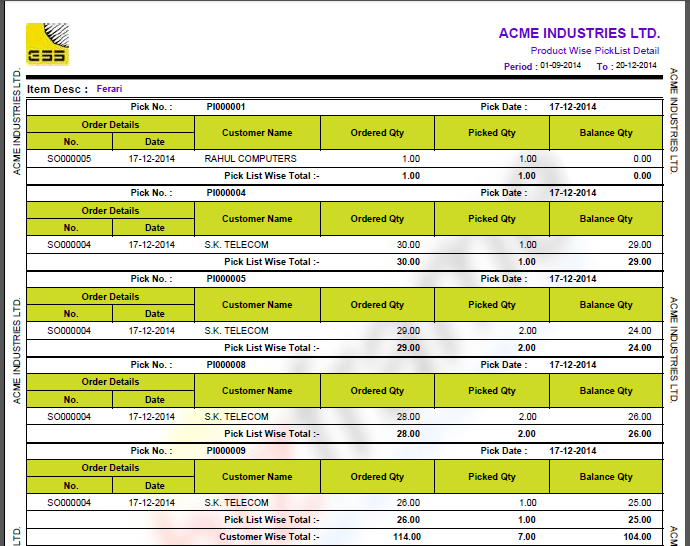 ACME INDUSTRIES LTD.
ESS
Product Wise PickList Detail
Period : 01-09-2014 To : 20-12-2014
Item Desc : Ferari
Pick No. : PI000001 Pick Date : 17-12-2014
Order Details
No. Date Customer Name Ordered Qty Picked Qty Balance Qty
SO000005 17-12-2014 RAHUL COMPUTERS 1.00 1.00 0.00
Pick List Wise Total :- 1.00 1.00 0.00
Pick No. : PI000004 Pick Date : 17-12-2014
Order Details
No. Date Customer Name Ordered Qty Picked Qty Balance Qty
SO000004 17-12-2014 S.K. TELECOM 30.00 1.00 29.00
Pick List Wise Total :- 30.00 1.00 29.00
Pick No. : PI000005 Pick Date : 17-12-2014
Order Details
No. Date Customer Name Ordered Qty Picked Qty Balance Qty
SO000004 17-12-2014 S.K. TELECOM 29.00 2.00 24.00
Pick List Wise Total :- 29.00 2.00 24.00
Pick No. : PI000008 Pick Date : 17-12-2014
Order Details
No. Date Customer Name Ordered Qty Picked Qty Balance Qty
SO000004 17-12-2014 S.K. TELECOM 28.00 2.00 26.00
Pick List Wise Total :- 28.00 2.00 26.00
Pick No. : PI000009 Pick Date : 17-12-2014
Order Details
No. Date Customer Name Ordered Qty Picked Qty Balance Qty
SO000004 17-12-2014 S.K. TELECOM 26.00 1.00 25.00
Pick List Wise Total :- 26.00 1.00 25.00
Customer Wise Total :- 114.00 7.00 104.00
ACME INDUSTRIES LTD.
ACME INDUSTRIES LTD.
LTD.
ACME INDUSTRIES LTD.
ACME INDUSTRIES LTD.
ACM